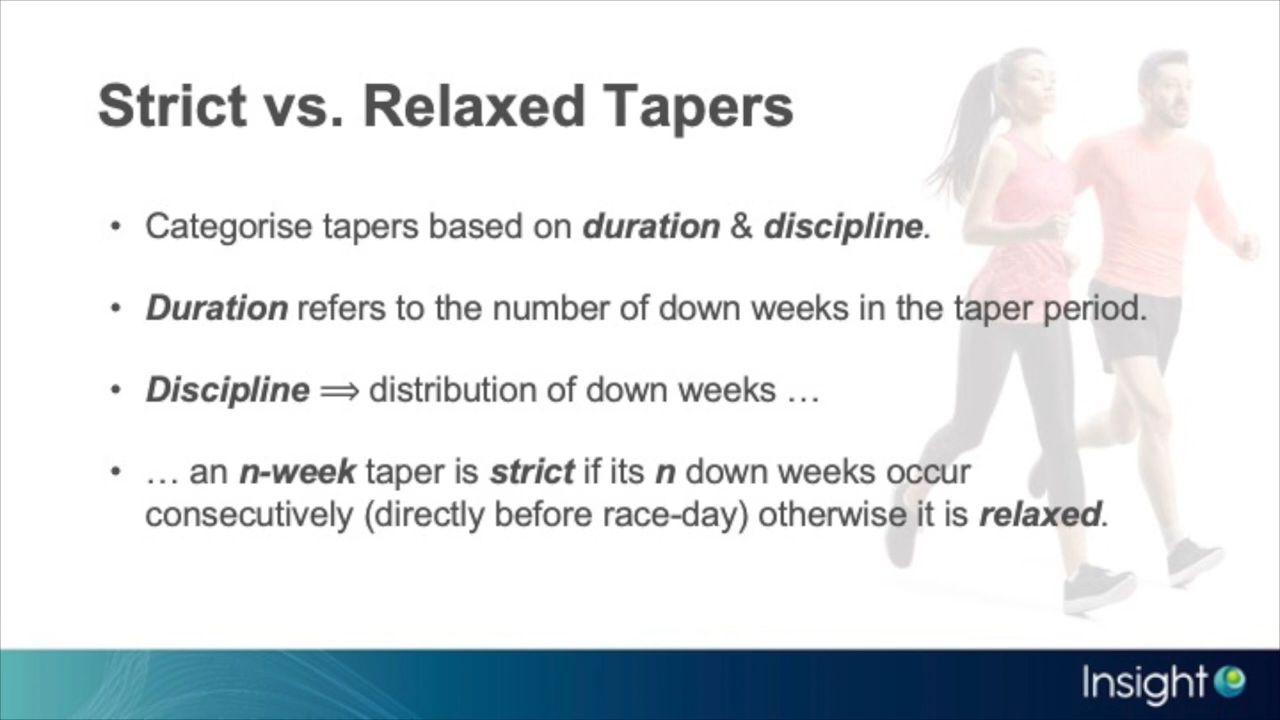 Strict vs. Relaxed Tapers
• Categorise tapers based on duration & discipline.
• Duration refers to the number of down weeks in the taper period.
• Discipline ⟹ distribution of down weeks …
• … an n-week taper is strict if its n down weeks occur
consecutively (directly before race-day) otherwise it is relaxed.
Insight